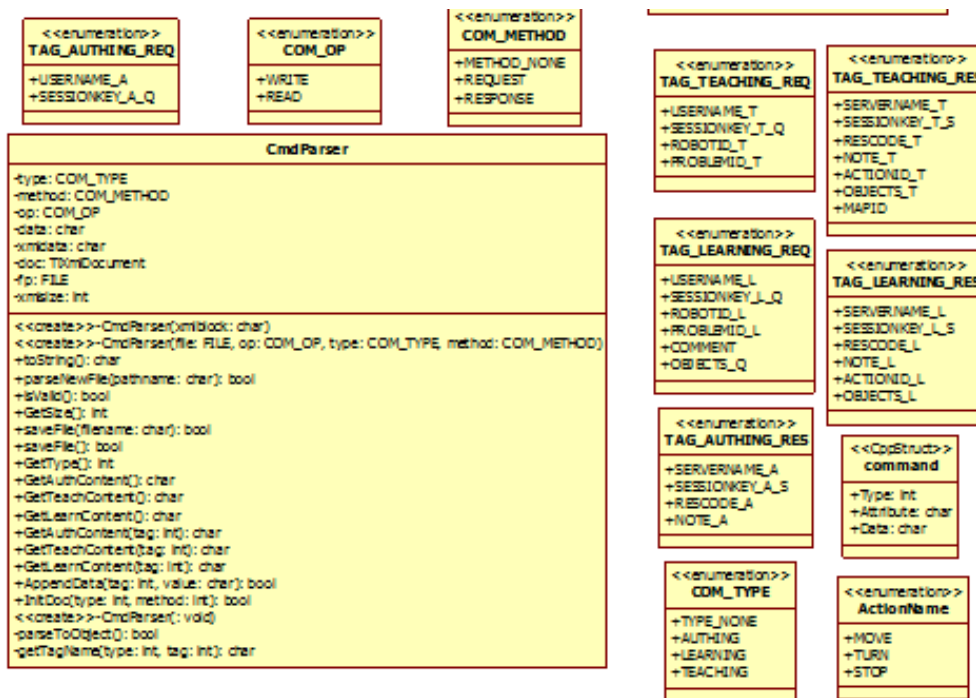 <<enumeration>>
TAG_AUTHING_REQ
+USERNAME_A
+SESSIONKEY_A_Q
<<enumeration>>
COM_OP
+WRITE
+READ
<<enumeration>>
COM_METHOD
+METHOD_NONE
+REQUEST
+RESPONSE
CmdParser
-type: COM_TYPE
-method: COM_METHOD
-op: COM_OP
-data: char
-xmldata: char
-doc: TiXmlDocument
-fp: FILE
-xmlsize: int
<<create>>-CmdParser(xmlblock: char)
<<create>>-CmdParser(file: FILE, op: COM_OP, type: COM_TYPE, method: COM_METHOD)
+toString(): char
+parseNewFile(pathname: char): bool
+isValid(): bool
+GetSize(): int
+saveFile(filename: char): bool
+saveFile(): bool
+GetType(): int
+GetAuthContent(): char
+GetTeachContent(): char
+GetLearnContent(): char
+GetAuthContent(tag: int): char
+GetTeachContent(tag: int): char
+GetLearnContent(tag: int): char
+AppendData(tag: int, value: char): bool
+InitDoc(type: int, method: int): bool
<<create>>-CmdParser(: void)
-parseToObject(): bool
-getTagName(type: int, tag: int): char
<<enumeration>>
TAG_TEACHING_REQ
+USERNAME_T
+SESSIONKEY_T_Q
+ROBOTID_T
+PROBLEMID_T
<<enumeration>>
TAG_TEACHING_RES
+SERVERNAME_T
+SESSIONKEY_T_S
+RESCODE_T
+NOTE_T
+ACTIONID_T
+OBJECTS_T
+MAPID
<<enumeration>>
TAG_LEARNING_REQ
+USERNAME_L
+SESSIONKEY_L_Q
+ROBOTID_L
+PROBLEMID_L
+COMMENT
+OBJECTS_Q
<<enumeration>>
TAG_LEARNING_RES
+SERVERNAME_L
+SESSIONKEY_L_S
+RESCODE_L
+NOTE_L
+ACTIONID_L
+OBJECTS_L
<<enumeration>>
TAG_AUTHING_RES
+SERVERNAME_A
+SESSIONKEY_A_S
+RESCODE_A
+NOTE_A
<<CppStruct>>
command
+Type: int
+Attribute: char
+Data: char
<<enumeration>>
COM_TYPE
+TYPE_NONE
+AUTHING
+LEARNING
+TEACHING
<<enumeration>>
ActionName
+MOVE
+TURN
+STOP